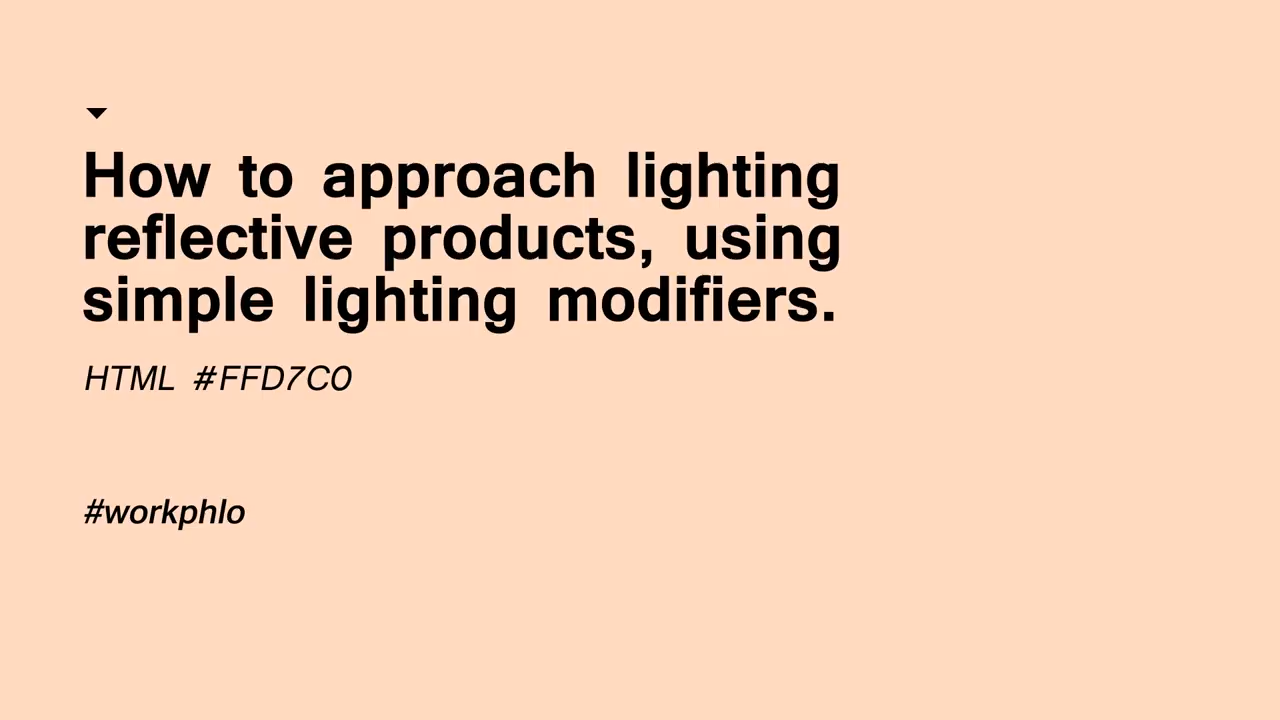 How to approach lighting
reflective products, using
simple lighting modifiers.
HTML #FFD7C0
#workphlo